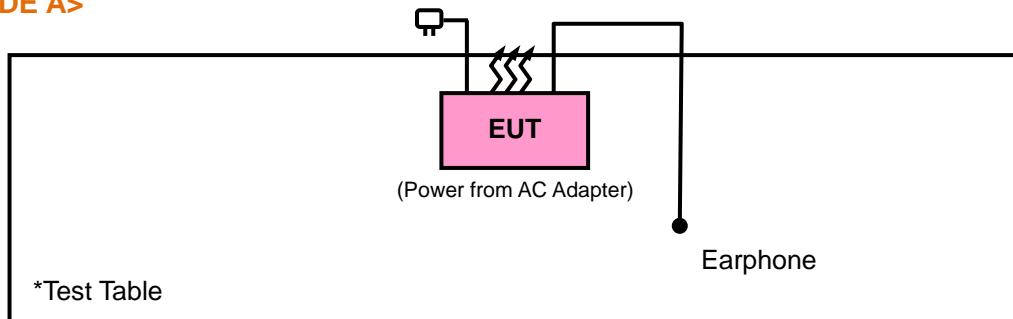 DE A>
EUT
(Power from AC Adapter)
Earphone
*Test Table